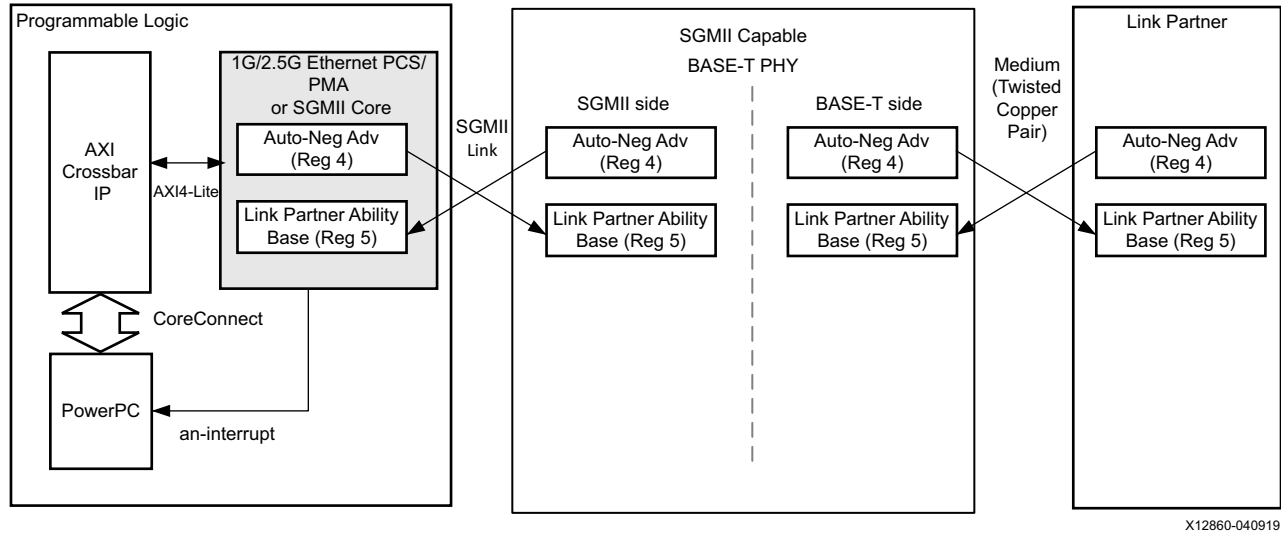 Programmable Logic
AXI
Crossbar
IP
AXI4-Lite
1G/2.5G Ethernet PCS/
PMA
or SGMII Core
Auto-Neg Adv
(Reg 4)
Link Partner Ability
Base (Reg 5)
CoreConnect
PowerPC
an-interrupt
SGMII
Link
SGMII Capable
BASE-T PHY
SGMII side
Auto-Neg Adv
(Reg 4)
Link Partner Ability
Base (Reg 5)
BASE-T side
Auto-Neg Adv
(Reg 4)
Link Partner Ability
Base (Reg 5)
Medium
(Twisted
Copper
Pair)
Link Partner
Auto-Neg Adv
(Reg 4)
Link Partner Ability
Base (Reg 5)
X12860-040919